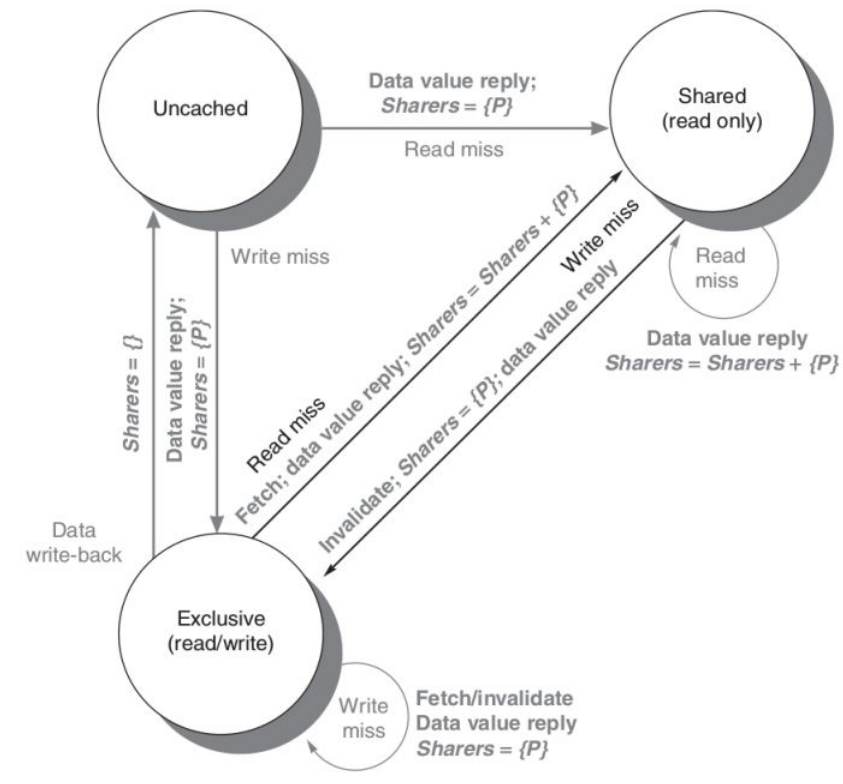 Uncached
Data value reply;
Sharers = {P}
Read miss
Shared
(read only)
Write miss
Data value reply;
Sharers = {P}
Sharers = {}
Data
write-back
Read miss
Fetch; data value reply; Sharers = Sharers + {P}
Write miss
Invalidate; Sharers = {P}; data value reply
Read
miss
Data value reply
Sharers = Sharers + {P}
Exclusive
(read/write)
Write
miss
Fetch/invalidate
Data value reply
Sharers = {P}